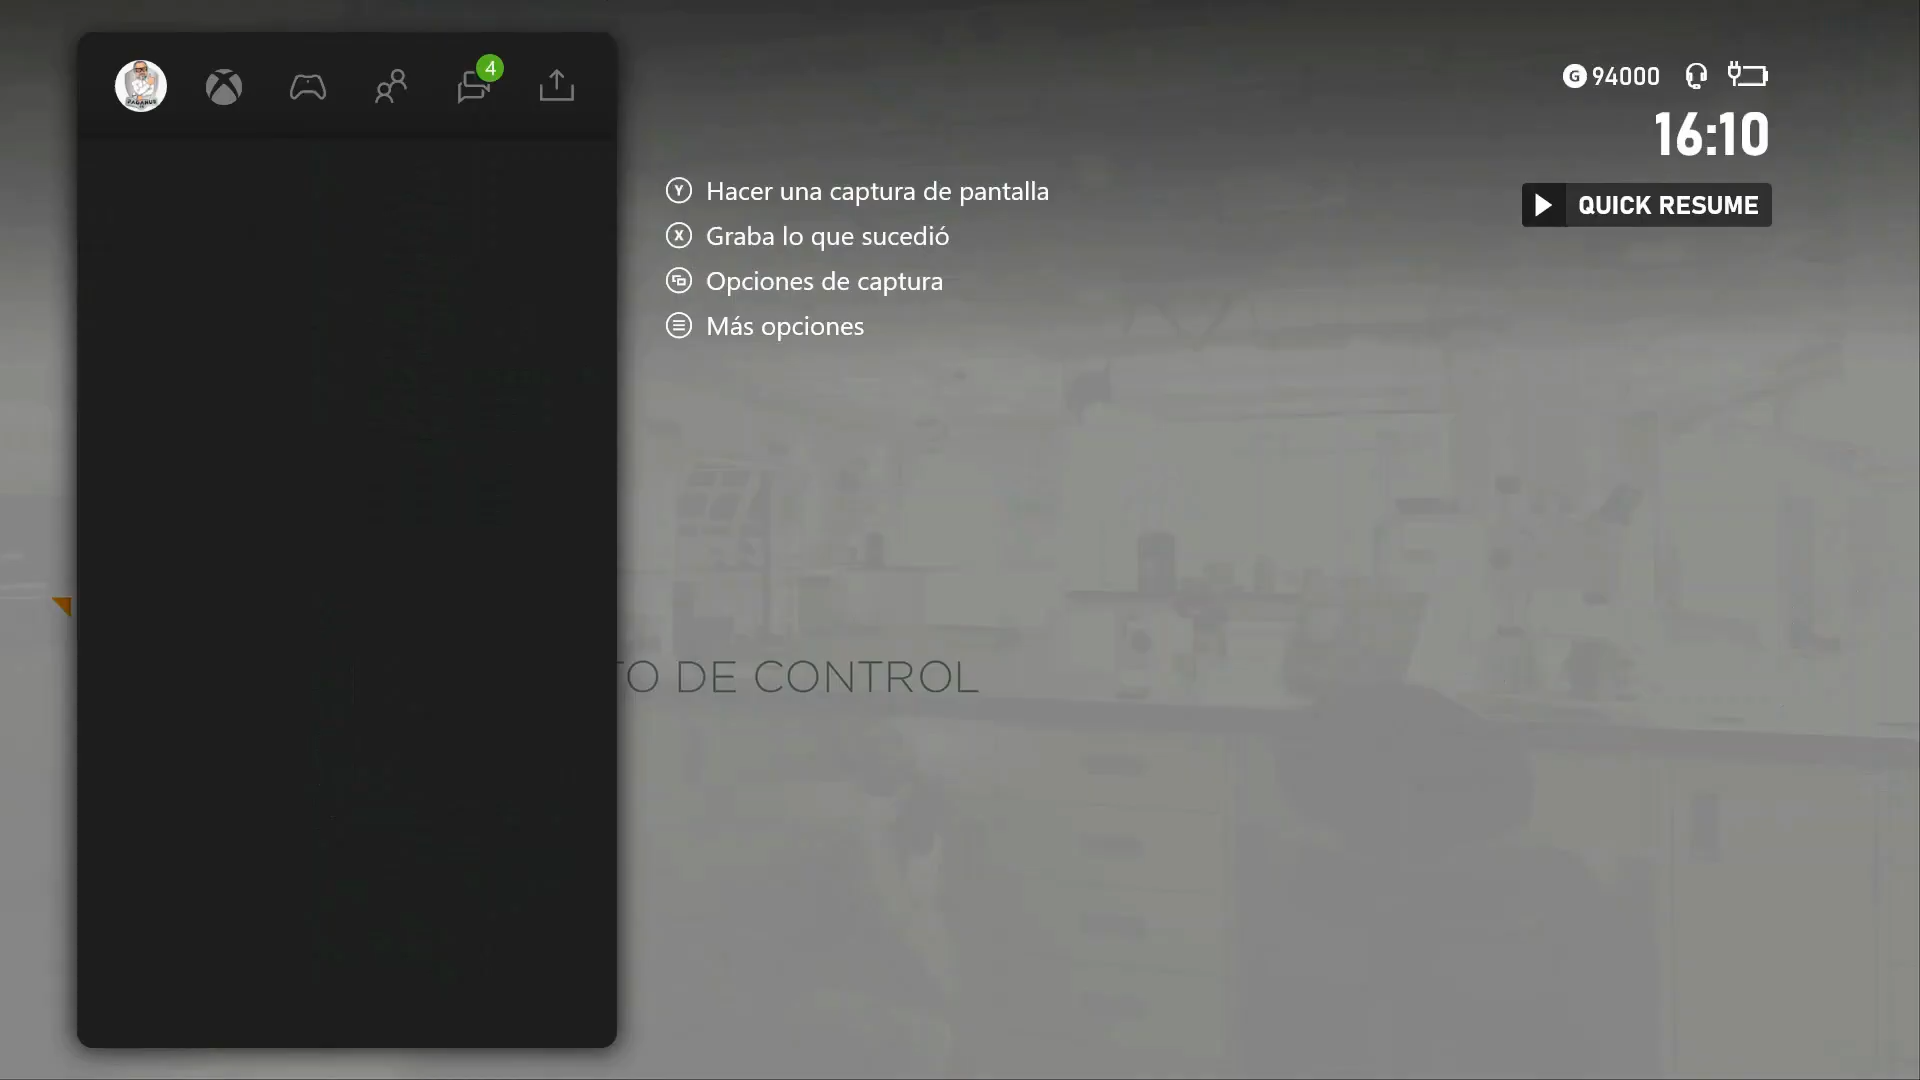 4
94000
16:10
QUICK RESUME
Hacer una captura de pantalla
Graba lo que sucedió
Opciones de captura
Más opciones
TO DE CONTROL